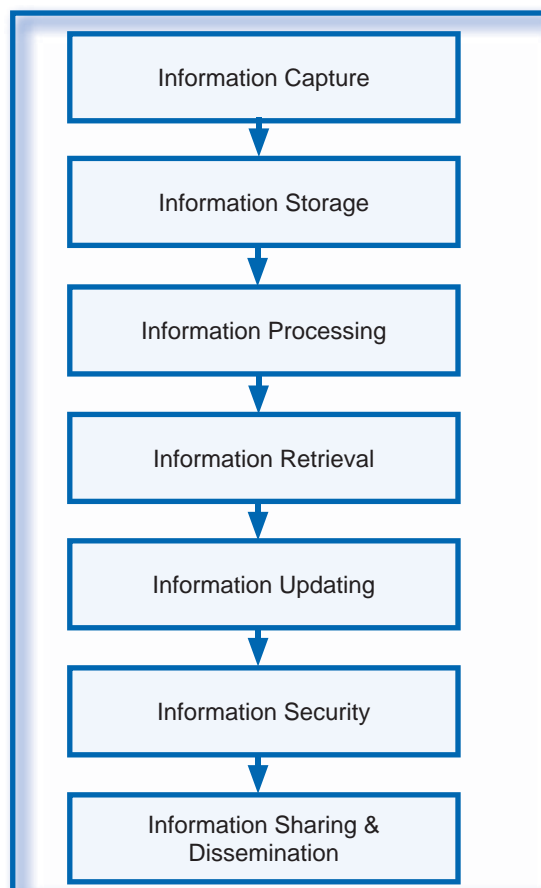 Information Capture
Information Storage
Information Processing
Information Retrieval
Information Updating
Information Security
Information Sharing &
Dissemination